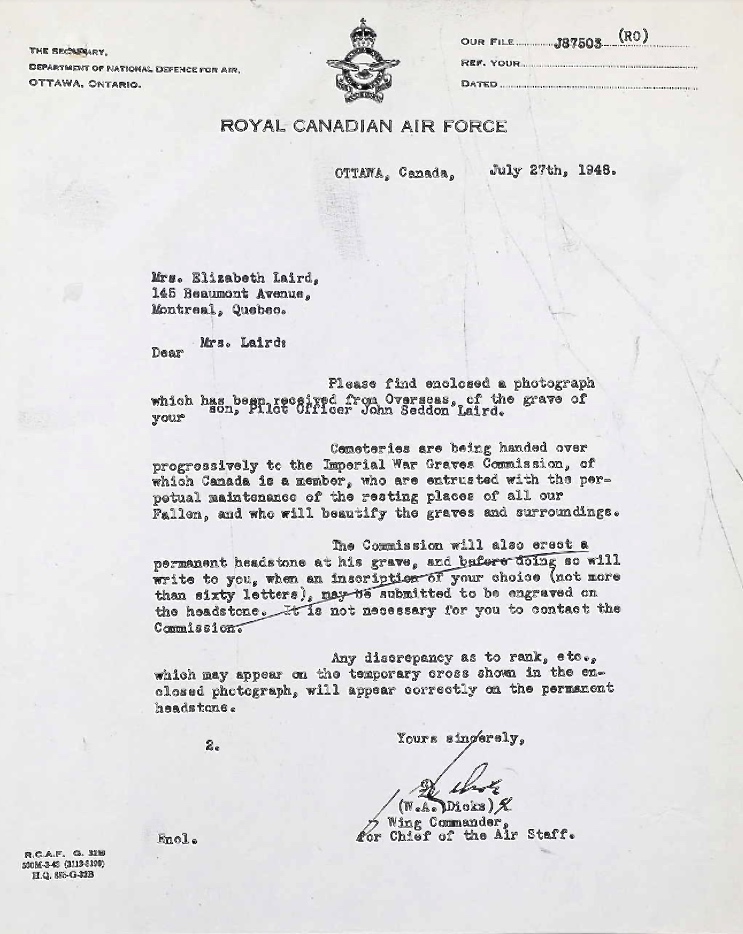 THE SECRETARY,
DEPARTMENT OF NATIONAL DEFENCE FOR AIR,
OTTAWA, ONTARIO.
OUR FILE J87503 (RO)
REF. YOUR
DATED
ROYAL CANADIAN AIR FORCE
OTTAWA, Canada, July 27th, 1948.
Mrs. Elizabeth Laird,
145 Beaumont Avenue,
Montreal, Quebec.
Dear Mrs. Laird:
Please find enclosed a photograph
which has been received from Overseas, of the grave of
your son, Pilot Officer John Seddon Laird.
Cemeteries are being handed over
progressively to the Imperial War Graves Commission, of
which Canada is a member, who are entrusted with the per-
petual maintenance of the resting places of all our
Fallen, and who will beautify the graves and surroundings.
The Commission will also erect a
permanent headstone at his grave, and before doing so will
write to you, when an inscription of your choice (not more
than sixty letters), may be submitted to be engraved on
the headstone. It is not necessary for you to contact the
Commission.
Any discrepancy as to rank, etc.,
which may appear on the temporary cross shown in the en-
closed photograph, will appear correctly on the permanent
headstone.
2.
Yours sincerely,
(W.A. Dicks)
Wing Commander,
for Chief of the Air Staff.
Encl.
R.C.A.F. G. 32B
500M-3-48
H.Q. 885-G-32B